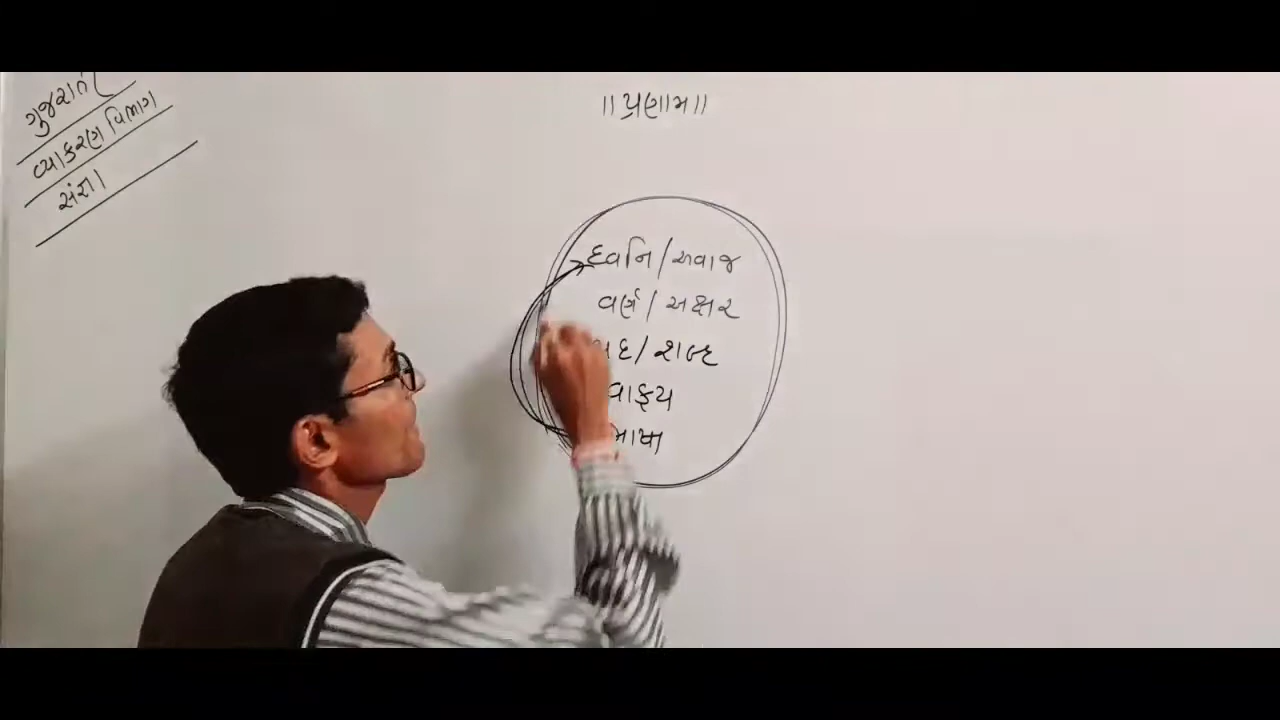 ગુજરાતી
વ્યાકરણ વિભાગ
સંજ્ઞા
॥ પ્રણામ ॥
ધ્વનિ / અવાજ
વર્ણ / અક્ષર
પદ / શબ્દ
વાક્ય
ભાષા